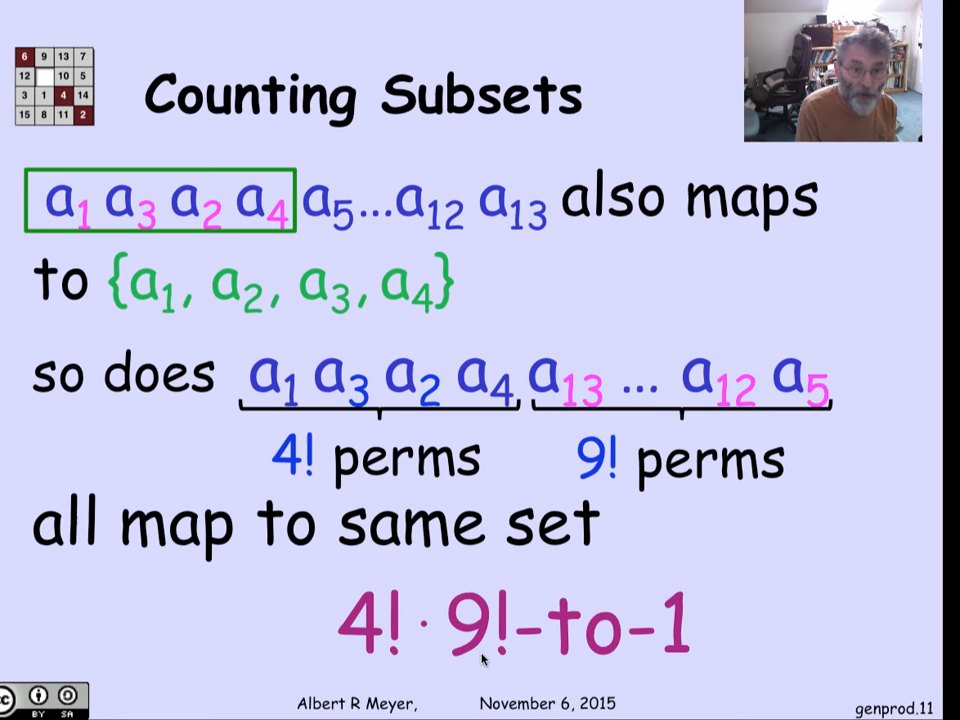 6 9 13 7
12 10 5
3 1 4 14
15 8 11 2
Counting Subsets
a₁ a₃ a₂ a₄ a₅...a₁₂ a₁₃ also maps
to {a₁, a₂, a₃, a₄}
so does a₁ a₃ a₂ a₄ a₁₃ ... a₁₂ a₅
4! perms 9! perms
all map to same set
4! · 9!-to-1
cc BY SA
Albert R Meyer, November 6, 2015
genprod.11